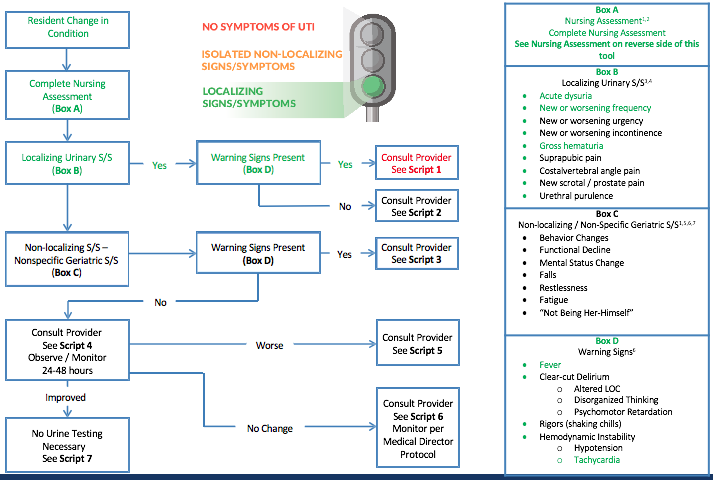 Resident Change in
Condition
Complete Nursing
Assessment
(Box A)
Localizing Urinary S/S
(Box B)
Yes
Warning Signs Present
(Box D)
Yes
Consult Provider
See Script 1
No
Consult Provider
See Script 2
Non-localizing S/S –
Nonspecific Geriatric S/S
(Box C)
Warning Signs Present
(Box D)
Yes
Consult Provider
See Script 3
No
Consult Provider
See Script 4
Observe / Monitor
24-48 hours
Worse
Consult Provider
See Script 5
Improved
No Change
Consult Provider
See Script 6
Monitor per
Medical Director
Protocol
No Urine Testing
Necessary
See Script 7
NO SYMPTOMS OF UTI
ISOLATED NON-LOCALIZING
SIGNS/SYMPTOMS
LOCALIZING
SIGNS/SYMPTOMS
Box A
Nursing Assessment¹,²
Complete Nursing Assessment
See Nursing Assessment on reverse side of this
tool
Box B
Localizing Urinary S/S³,⁴
• Acute dysuria
• New or worsening frequency
• New or worsening urgency
• New or worsening incontinence
• Gross hematuria
• Suprapubic pain
• Costalvertebral angle pain
• New scrotal / prostate pain
• Urethral purulence
Box C
Non-localizing / Non-Specific Geriatric S/S¹,⁵,⁶,⁷
• Behavior Changes
• Functional Decline
• Mental Status Change
• Falls
• Restlessness
• Fatigue
• “Not Being Her-Himself”
Box D
Warning Signs⁶
• Fever
• Clear-cut Delirium
o Altered LOC
o Disorganized Thinking
o Psychomotor Retardation
• Rigors (shaking chills)
• Hemodynamic Instability
o Hypotension
o Tachycardia